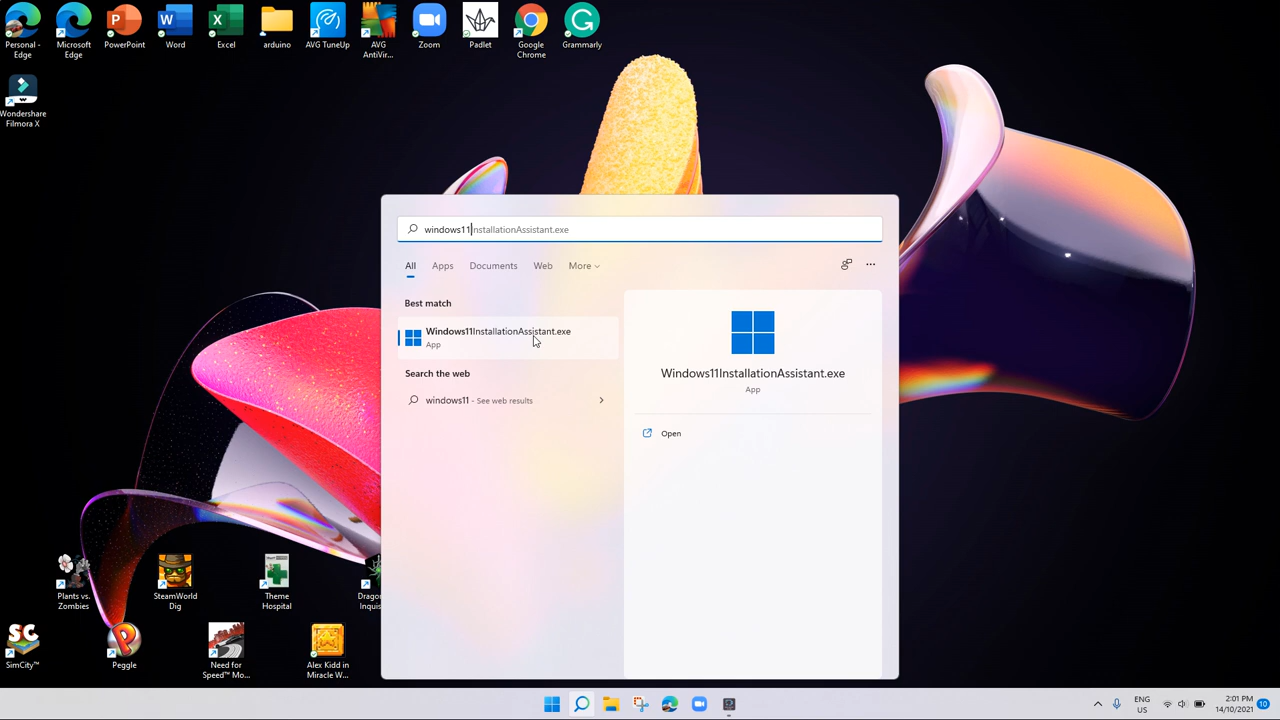 Personal -
Edge
Microsoft
Edge
PowerPoint
Word
Excel
arduino
AVG TuneUp
AVG
AntiVir...
Zoom
Padlet
Google
Chrome
Grammarly
Wondershare
Filmora X
windows11InstallationAssistant.exe
All
Apps
Documents
Web
More
Best match
Windows11InstallationAssistant.exe
App
Search the web
windows11 - See web results
Windows11InstallationAssistant.exe
App
Open
Plants vs.
Zombies
SteamWorld
Dig
Theme
Hospital
Dragon
Inquis
SimCity™
Peggle
Need for
Speed™ Mo...
Alex Kidd in
Miracle W...
ENG
US
2:01 PM
14/10/2021
10